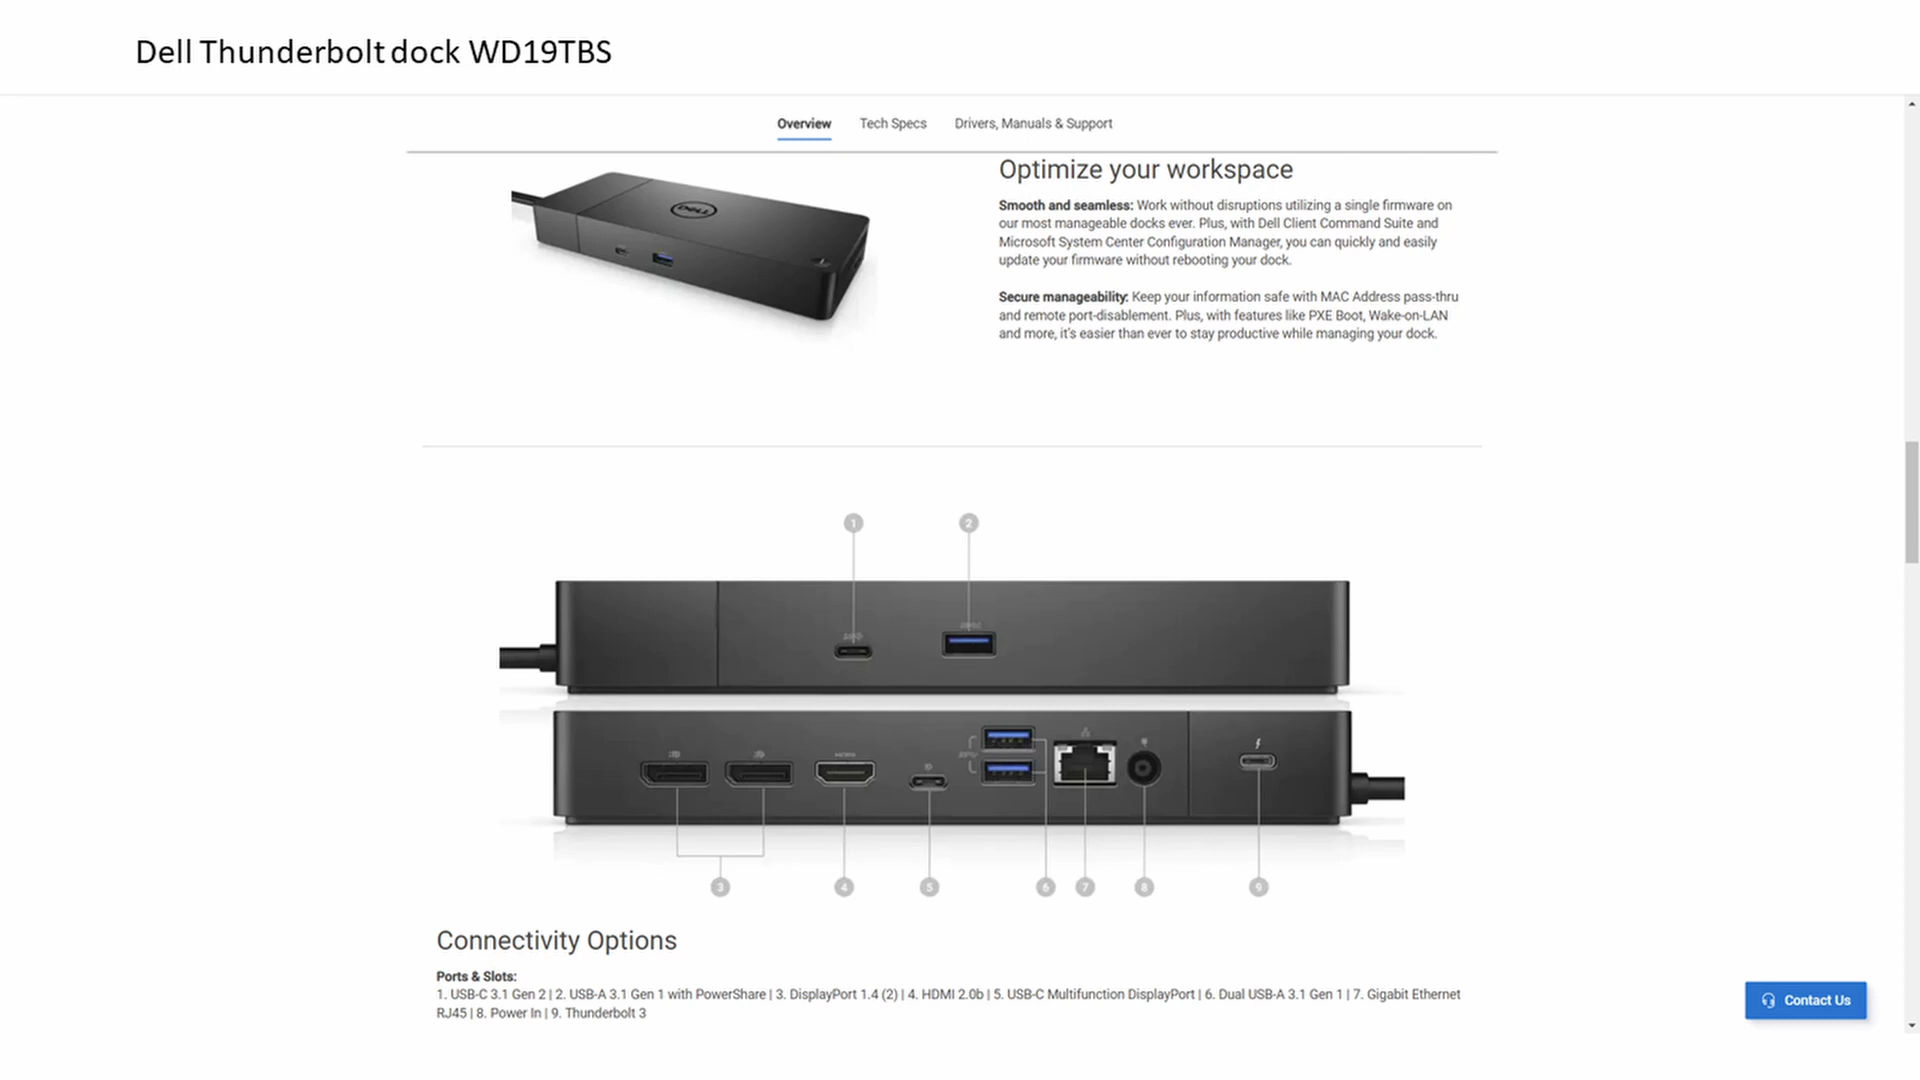 Dell Thunderbolt dock WD19TBS
Overview Tech Specs Drivers, Manuals & Support
DELL
Optimize your workspace
Smooth and seamless: Work without disruptions utilizing a single firmware on
our most manageable docks ever. Plus, with Dell Client Command Suite and
Microsoft System Center Configuration Manager, you can quickly and easily
update your firmware without rebooting your dock.
Secure manageability: Keep your information safe with MAC Address pass-thru
and remote port-disablement. Plus, with features like PXE Boot, Wake-on-LAN
and more, it's easier than ever to stay productive while managing your dock.
1 2
HDMI
3 4 5 6 7 8 9
Connectivity Options
Ports & Slots:
1. USB-C 3.1 Gen 2 | 2. USB-A 3.1 Gen 1 with PowerShare | 3. DisplayPort 1.4 (2) | 4. HDMI 2.0b | 5. USB-C Multifunction DisplayPort | 6. Dual USB-A 3.1 Gen 1 | 7. Gigabit Ethernet
RJ45 | 8. Power In | 9. Thunderbolt 3
Contact Us